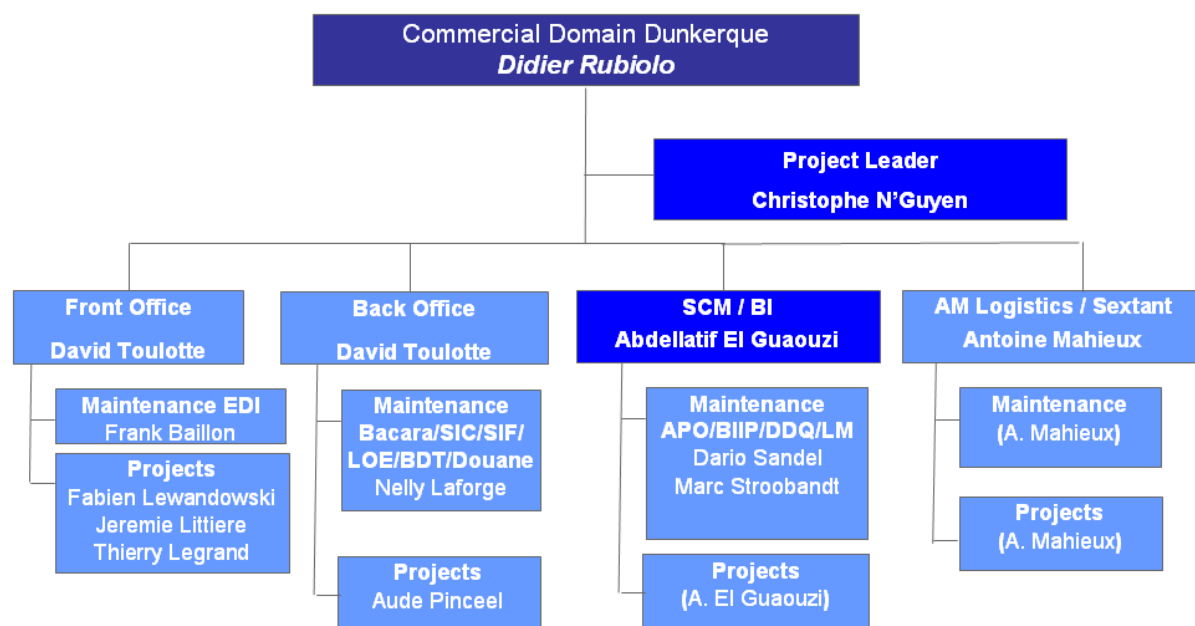 Commercial Domain Dunkerque
Didier Rubiolo
Project Leader
Christophe N'Guyen
Front Office
David Toulotte
Maintenance EDI
Frank Baillon
Projects
Fabien Lewandowski
Jeremie Littiere
Thierry Legrand
Back Office
David Toulotte
Maintenance
Bacara/SIC/SIF/
LOE/BDT/Douane
Nelly Laforge
Projects
Aude Pinceel
SCM / BI
Abdellatif El Guaouzi
Maintenance
APO/BIIP/DDQ/LM
Dario Sandel
Marc Stroobandt
Projects
(A. El Guaouzi)
AM Logistics / Sextant
Antoine Mahieux
Maintenance
(A. Mahieux)
Projects
(A. Mahieux)